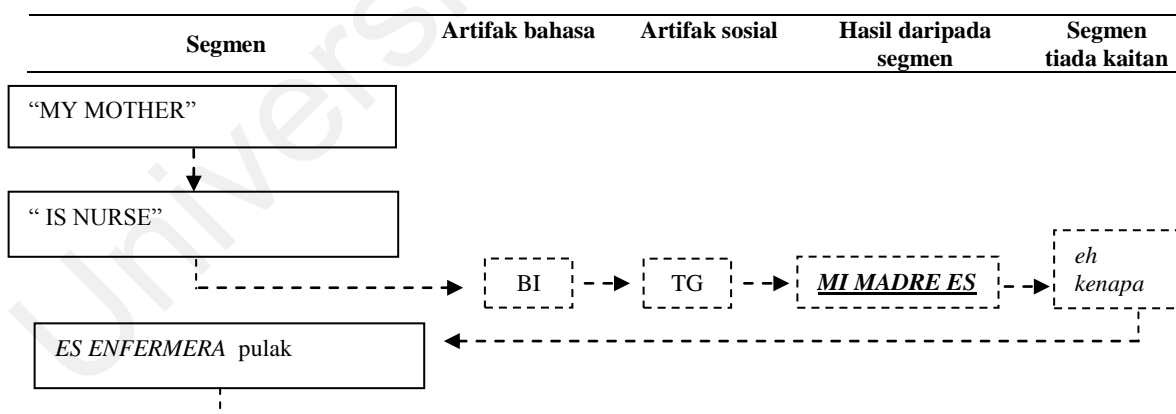 Segmen Artifak bahasa Artifak sosial Hasil daripada segmen Segmen tiada kaitan
“MY MOTHER”
“ IS NURSE”
BI TG MI MADRE ES eh kenapa
ES ENFERMERA pulak
Universi